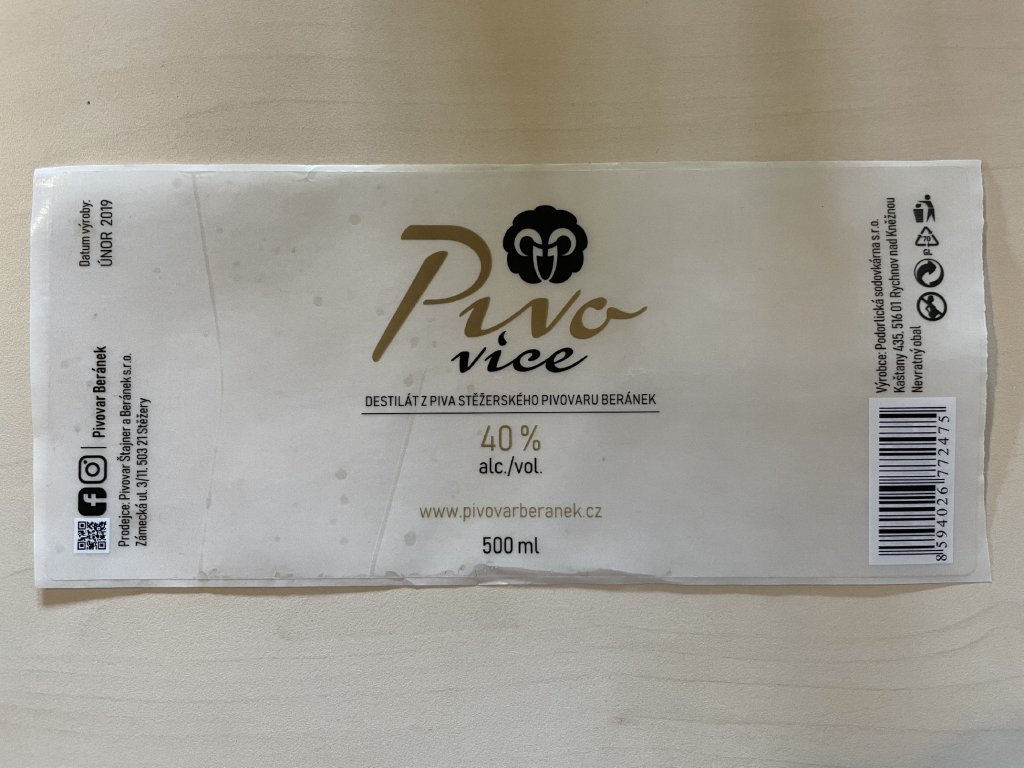 Datum výroby:
ÚNOR 2019
Pivovar Beránek
Prodejce: Pivovar Štajner a Beránek s.r.o.
Zámecká ul. 3/11, 503 21 Stěžery
Pivo
vice
DESTILÁT Z PIVA STĚŽERSKÉHO PIVOVARU BERÁNEK
40 %
alc./vol.
www.pivovarberanek.cz
500 ml
Výrobce: Podorlická sodovkárna s.r.o.
Kaštany 435, 516 01 Rychnov nad Kněžnou
Nevratný obal
70
8 594026 772475